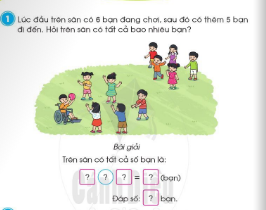 1 Lúc đầu trên sân có 6 bạn đang chơi, sau đó có thêm 5 bạn
đi đến. Hỏi trên sân có tất cả bao nhiêu bạn?
Bài giải
Trên sân có tất cả số bạn là:
? ? ? = ? (bạn)
Đáp số: ? bạn.